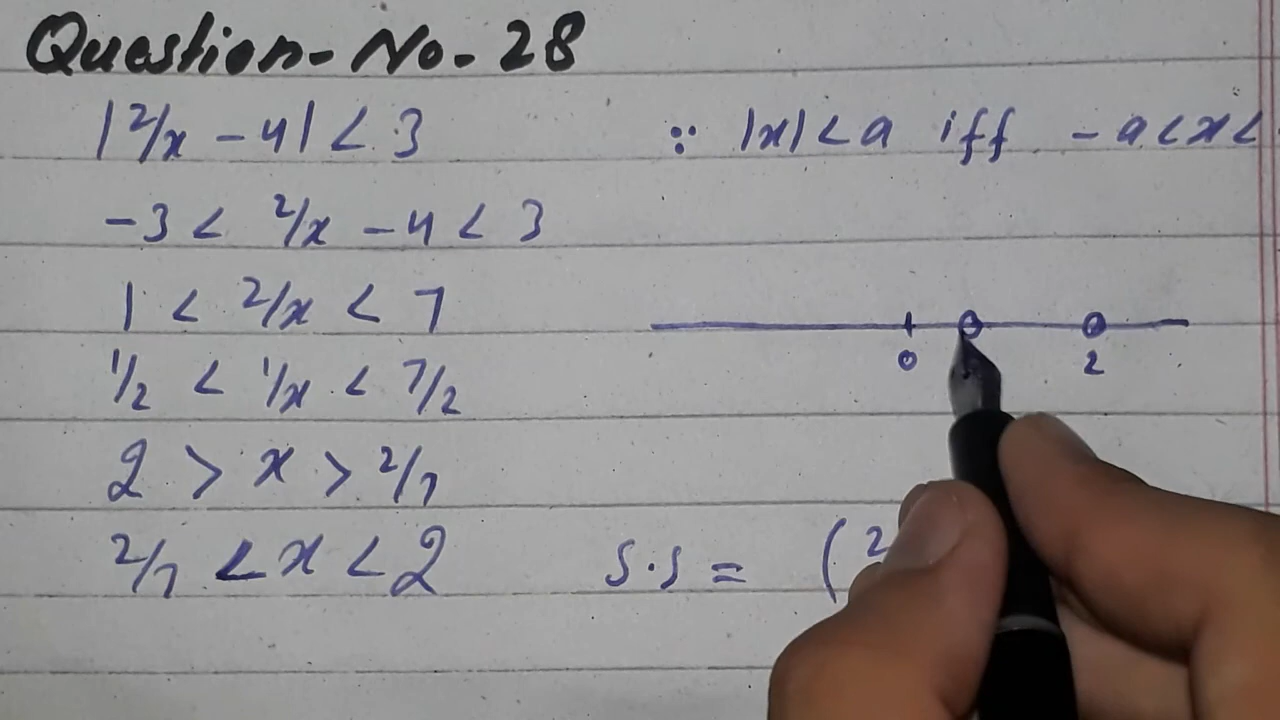 Question-No-28
|2/x - 4| < 3
∵ |x| < a iff -a < x <
-3 < 2/x - 4 < 3
1 < 2/x < 7
0 2
1/2 < 1/x < 7/2
2 > x > 2/7
2/7 < x < 2
S.S = (2